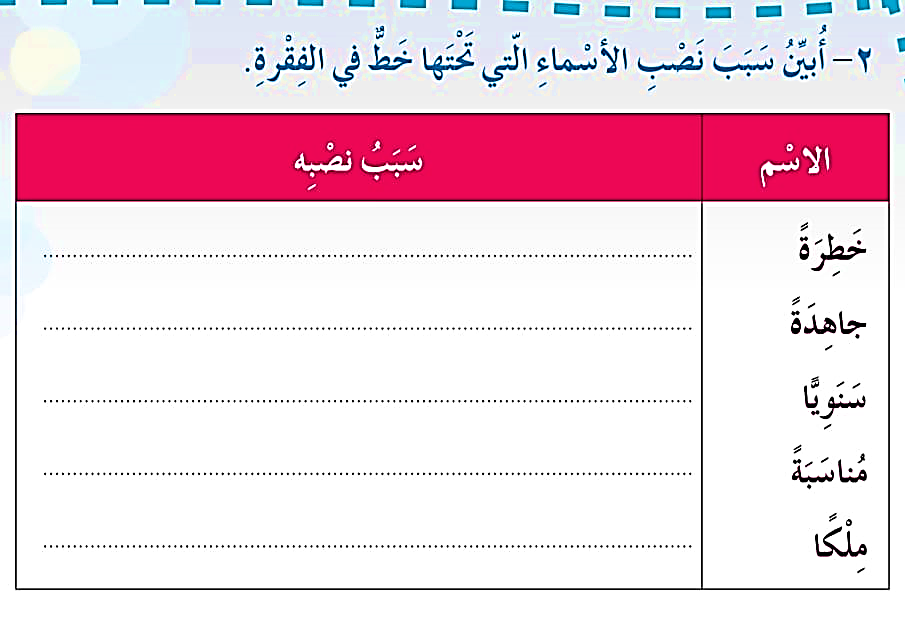 ٢- أُبيِّنُ سَبَبَ نَصْبِ الأسْماءِ الّتي تَحْتَها خَطٌّ في الفِقْرةِ.
الاسْم سَبَبُ نصْبِه
خَطِرَةً ........................................
جاهِدَةً ........................................
سَنَوِيًّا ........................................
مُناسَبَةً ........................................
مِلْكًا ........................................